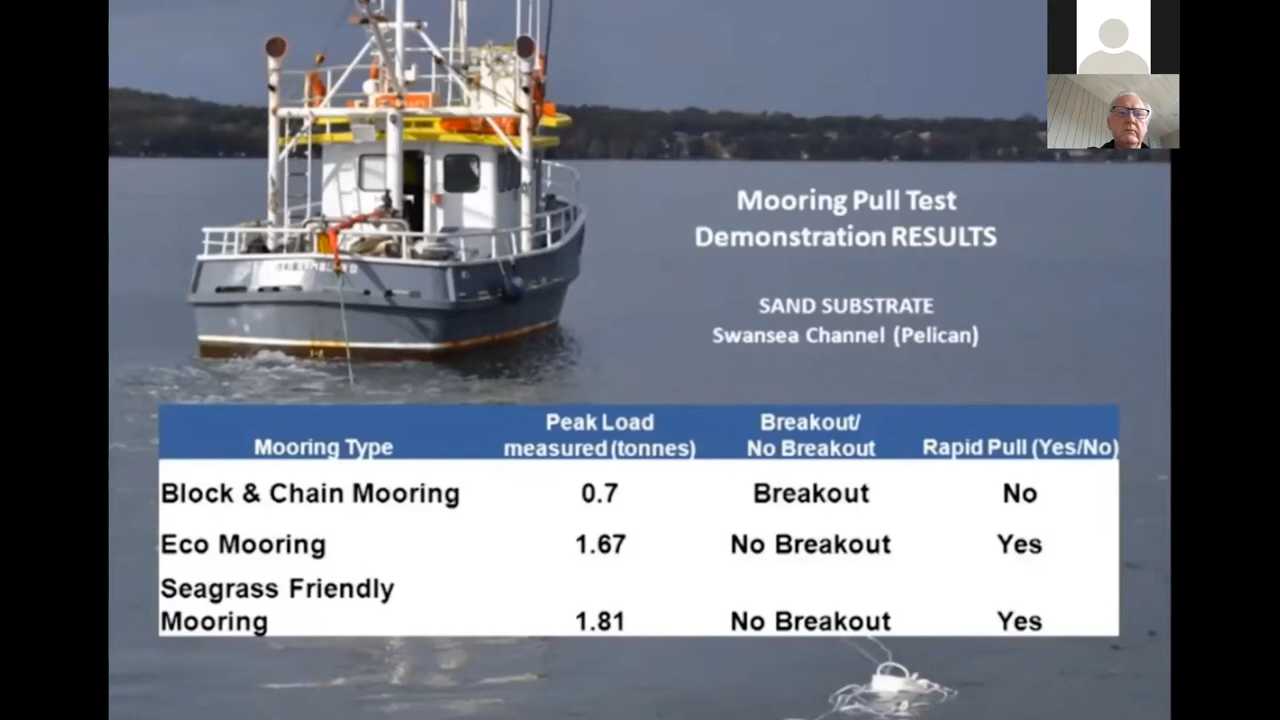 Mooring Pull Test
Demonstration RESULTS
SAND SUBSTRATE
Swansea Channel (Pelican)
Mooring Type
Peak Load
measured (tonnes)
Breakout/
No Breakout
Rapid Pull (Yes/No)
Block & Chain Mooring 0.7 Breakout No
Eco Mooring 1.67 No Breakout Yes
Seagrass Friendly
Mooring 1.81 No Breakout Yes